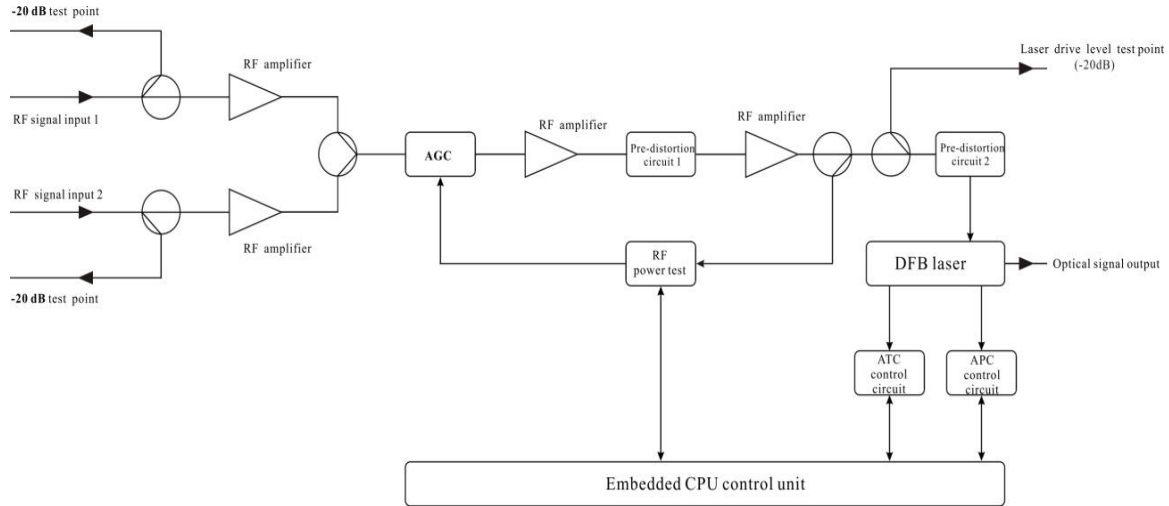 -20 dB test point
RF amplifier
RF signal input 1
Laser drive level test point
(-20dB)
RF amplifier
RF amplifier
AGC
Pre-distortion
circuit 1
Pre-distortion
circuit 2
RF signal input 2
RF amplifier
-20 dB test point
RF
power test
DFB laser
Optical signal output
ATC
control
circuit
APC
control
circuit
Embedded CPU control unit